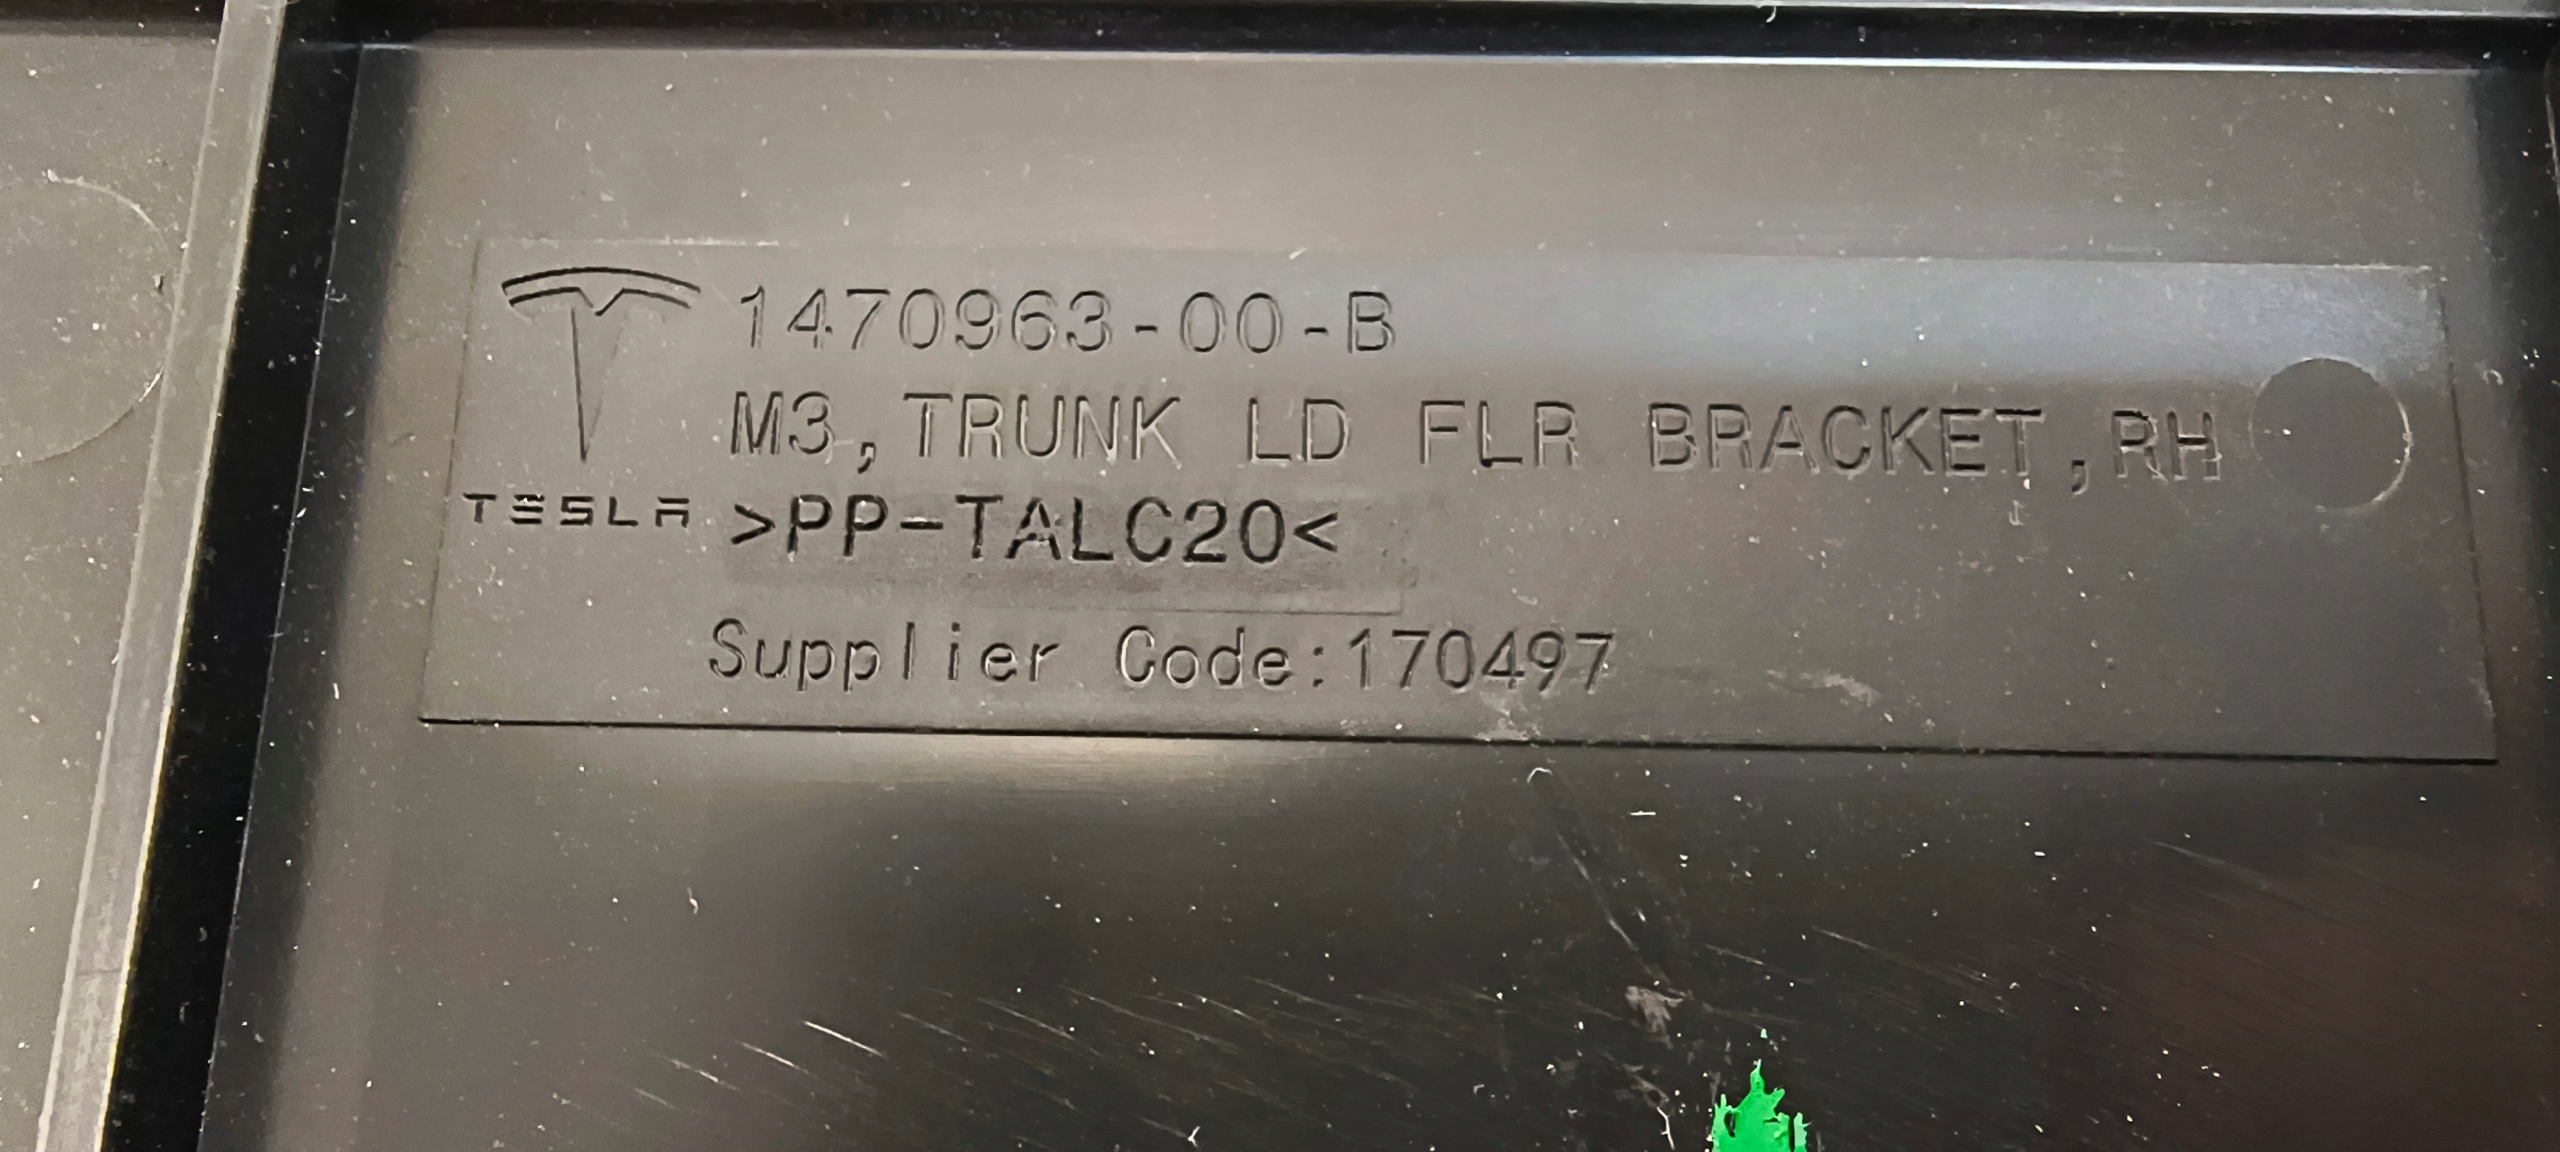 1470963-00-B
M3,TRUNK LD FLR BRACKET,RH
TESLA >PP-TALC20<
Supplier Code:170497